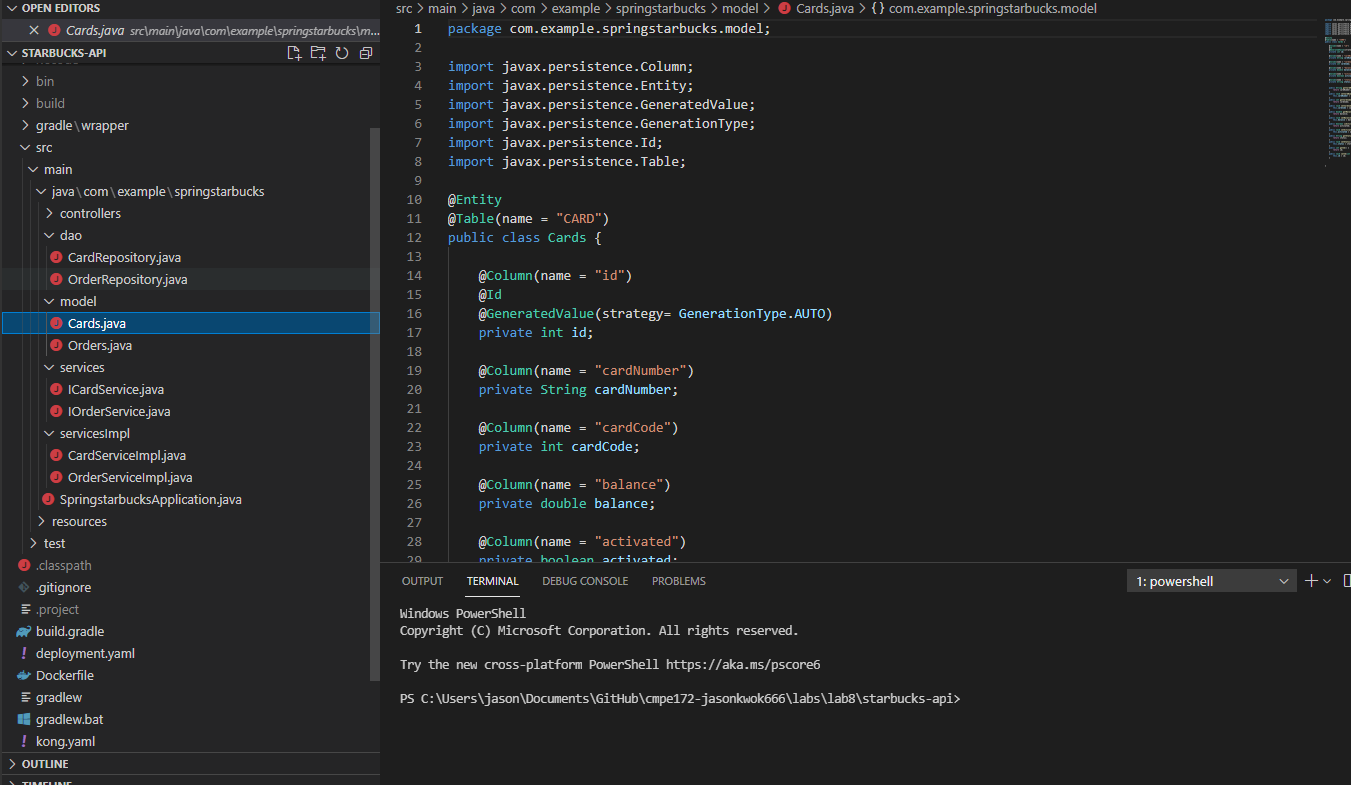 OPEN EDITORS
Cards.java src\main\java\com\example\springstarbucks\m...
STARBUCKS-API
bin
build
gradle\wrapper
src
main
java\com\example\springstarbucks
controllers
dao
CardRepository.java
OrderRepository.java
model
Cards.java
Orders.java
services
ICardService.java
IOrderService.java
servicesImpl
CardServiceImpl.java
OrderServiceImpl.java
SpringstarbucksApplication.java
resources
test
.classpath
.gitignore
.project
build.gradle
deployment.yaml
Dockerfile
gradlew
gradlew.bat
kong.yaml
OUTLINE
TIMELINE
src > main > java > com > example > springstarbucks > model > Cards.java > {} com.example.springstarbucks.model
1 package com.example.springstarbucks.model;
2
3 import javax.persistence.Column;
4 import javax.persistence.Entity;
5 import javax.persistence.GeneratedValue;
6 import javax.persistence.GenerationType;
7 import javax.persistence.Id;
8 import javax.persistence.Table;
9
10 @Entity
11 @Table(name = "CARD")
12 public class Cards {
13
14 @Column(name = "id")
15 @Id
16 @GeneratedValue(strategy= GenerationType.AUTO)
17 private int id;
18
19 @Column(name = "cardNumber")
20 private String cardNumber;
21
22 @Column(name = "cardCode")
23 private int cardCode;
24
25 @Column(name = "balance")
26 private double balance;
27
28 @Column(name = "activated")
29 private boolean activated;
OUTPUT TERMINAL DEBUG CONSOLE PROBLEMS 1: powershell
Windows PowerShell
Copyright (C) Microsoft Corporation. All rights reserved.
Try the new cross-platform PowerShell https://aka.ms/pscore6
PS C:\Users\jason\Documents\GitHub\cmpe172-jasonkwok666\labs\lab8\starbucks-api>